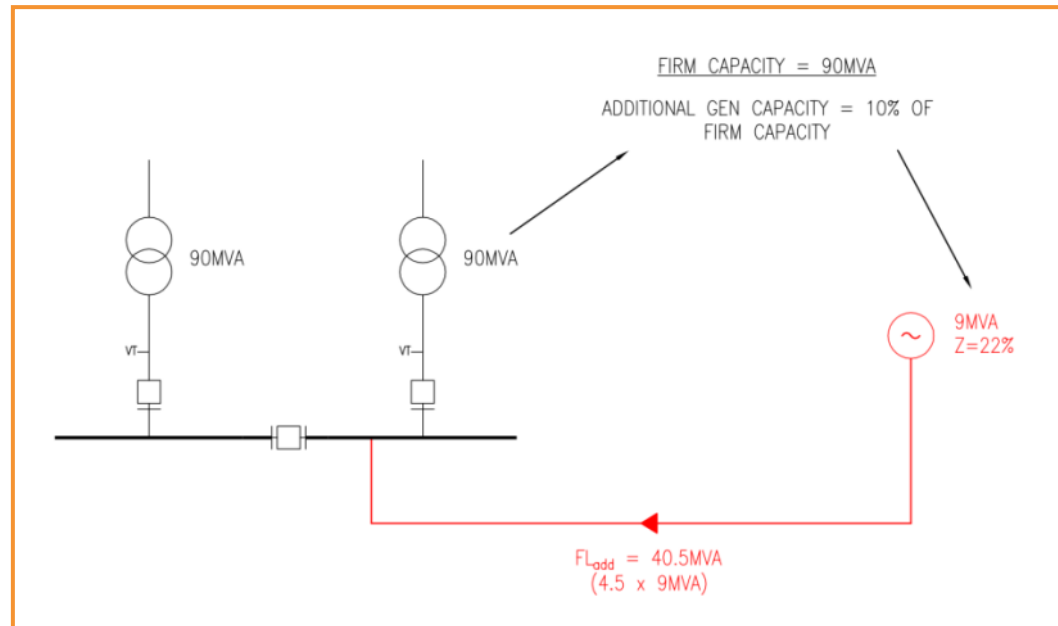 FIRM CAPACITY = 90MVA
ADDITIONAL GEN CAPACITY = 10% OF
FIRM CAPACITY
90MVA
90MVA
VT
VT
9MVA
Z=22%
FLadd = 40.5MVA
(4.5 x 9MVA)